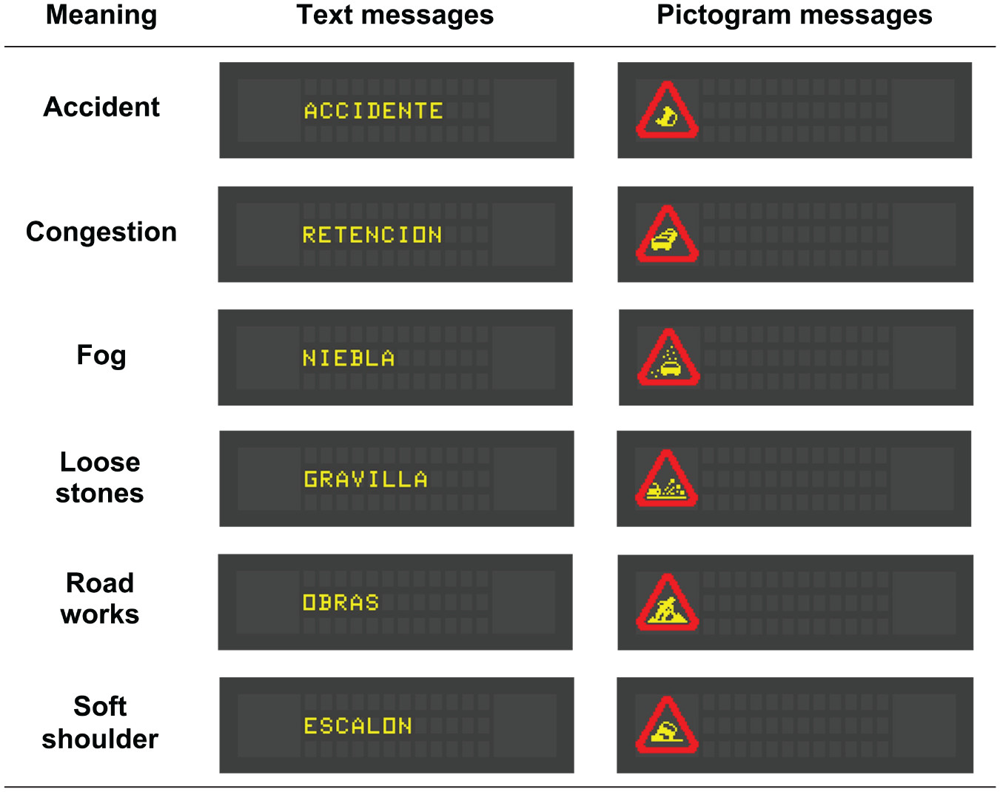 Meaning Text messages Pictogram messages
Accident ACCIDENTE
Congestion RETENCION
Fog NIEBLA
Loose
stones GRAVILLA
Road
works OBRAS
Soft
shoulder ESCALON